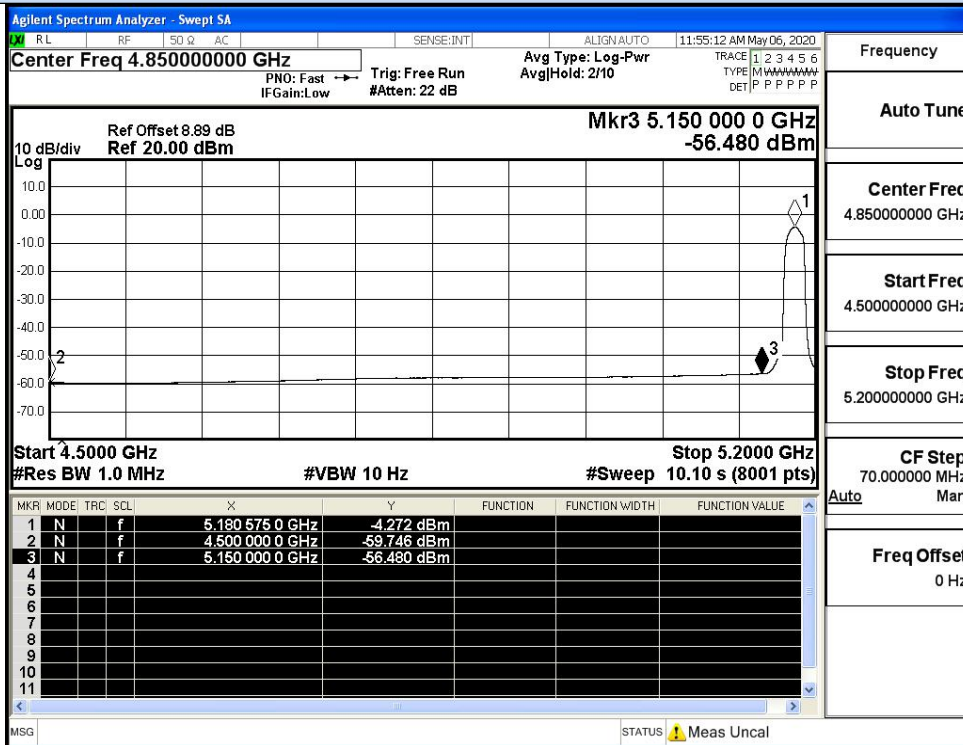 Agilent Spectrum Analyzer - Swept SA
LXI RL RF 50 Ω AC SENSE:INT ALIGNAUTO 11:55:12 AM May 06, 2020
Center Freq 4.850000000 GHz
PNO: Fast Trig: Free Run
IFGain:Low #Atten: 22 dB
Avg Type: Log-Pwr
Avg|Hold: 2/10
TRACE 1 2 3 4 5 6
TYPE M WWWWW
DET P P P P P P
Ref Offset 8.89 dB
10 dB/div Ref 20.00 dBm
Log
Mkr3 5.150 000 0 GHz
-56.480 dBm
10.0
0.00
-10.0
-20.0
-30.0
-40.0
-50.0
-60.0
-70.0
1
2
3
Start 4.5000 GHz Stop 5.2000 GHz
#Res BW 1.0 MHz #VBW 10 Hz #Sweep 10.10 s (8001 pts)
MKR MODE TRC SCL X Y FUNCTION FUNCTION WIDTH FUNCTION VALUE
1 N f 5.180 575 0 GHz -4.272 dBm
2 N f 4.500 000 0 GHz -59.746 dBm
3 N f 5.150 000 0 GHz -56.480 dBm
4
5
6
7
8
9
10
11
MSG STATUS Meas Uncal
Frequency
Auto Tune
Center Freq
4.850000000 GHz
Start Freq
4.500000000 GHz
Stop Freq
5.200000000 GHz
CF Step
70.000000 MHz
Auto Man
Freq Offset
0 Hz